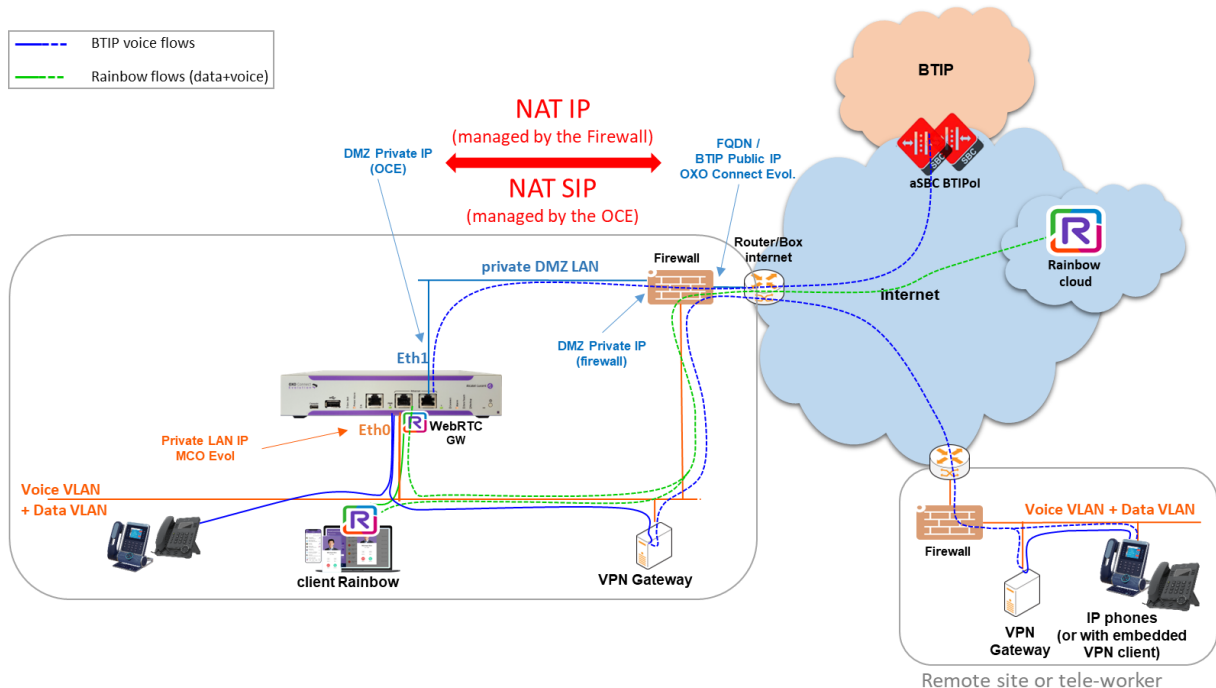 BTIP voice flows
Rainbow flows (data+voice)
BTIP
NAT IP
(managed by the Firewall)
NAT SIP
(managed by the OCE)
DMZ Private IP
(OCE)
FQDN /
BTIP Public IP
OXO Connect Evol.
SBC
SBC
aSBC BTIPol
R
Rainbow
cloud
Router/Box
internet
Firewall
private DMZ LAN
internet
DMZ Private IP
(firewall)
Eth1
Eth0
R
WebRTC
GW
Private LAN IP
MCO Evol
Voice VLAN
+ Data VLAN
R
client Rainbow
VPN Gateway
Voice VLAN + Data VLAN
Firewall
VPN
Gateway
IP phones
(or with embedded
VPN client)
Remote site or tele-worker